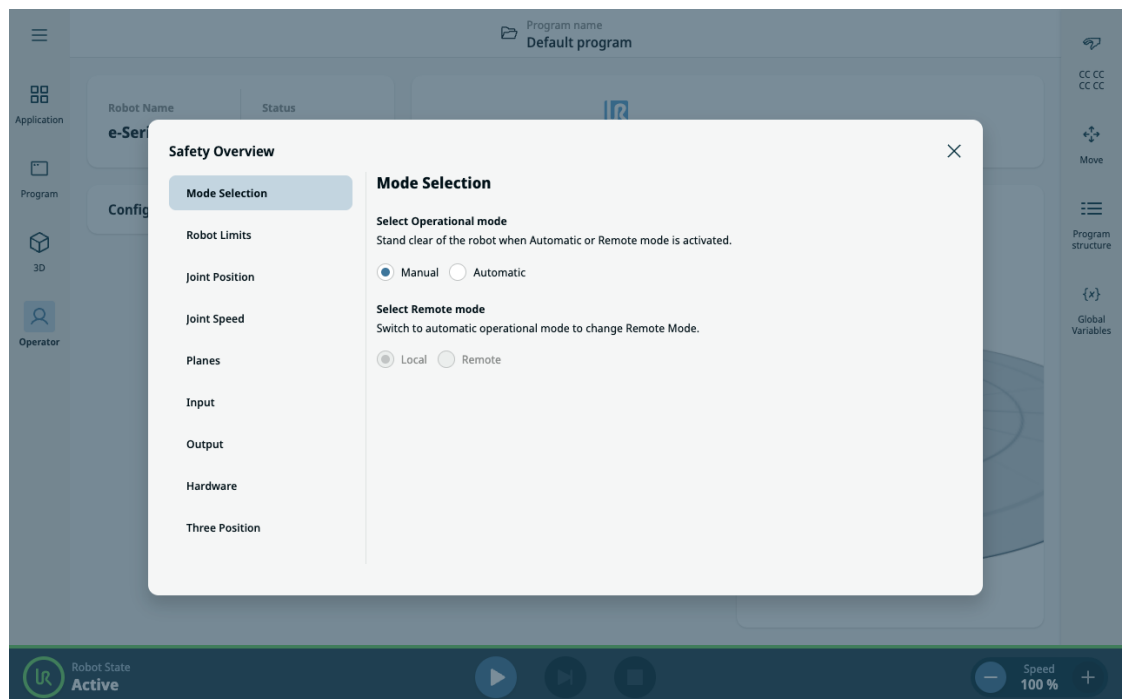 Program name
Default program
Application
Program
3D
Operator
Robot Name
Status
e-Seri
Config
Safety Overview
Mode Selection
Robot Limits
Joint Position
Joint Speed
Planes
Input
Output
Hardware
Three Position
Mode Selection
Select Operational mode
Stand clear of the robot when Automatic or Remote mode is activated.
Manual Automatic
Select Remote mode
Switch to automatic operational mode to change Remote Mode.
Local Remote
CC CC
CC CC
Move
Program
structure
{x}
Global
Variables
UR
Robot State
Active
Speed
100 %